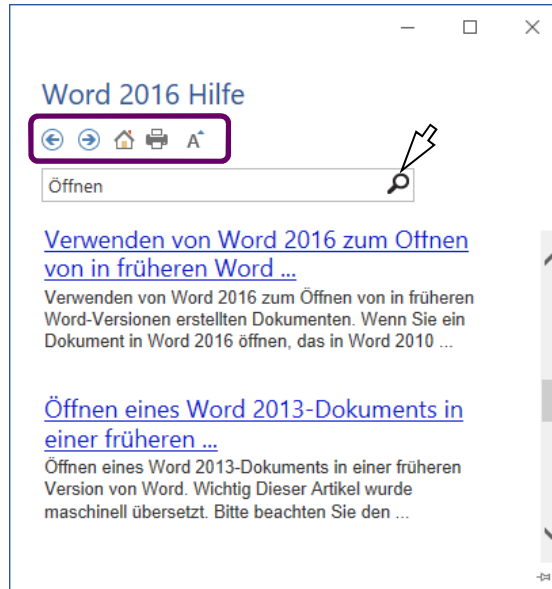 Word 2016 Hilfe
A
Öffnen
Verwenden von Word 2016 zum Öffnen
von in früheren Word ...
Verwenden von Word 2016 zum Öffnen von in früheren
Word-Versionen erstellten Dokumenten. Wenn Sie ein
Dokument in Word 2016 öffnen, das in Word 2010 ...
Öffnen eines Word 2013-Dokuments in
einer früheren ...
Öffnen eines Word 2013-Dokuments in einer früheren
Version von Word. Wichtig Dieser Artikel wurde
maschinell übersetzt. Bitte beachten Sie den ...